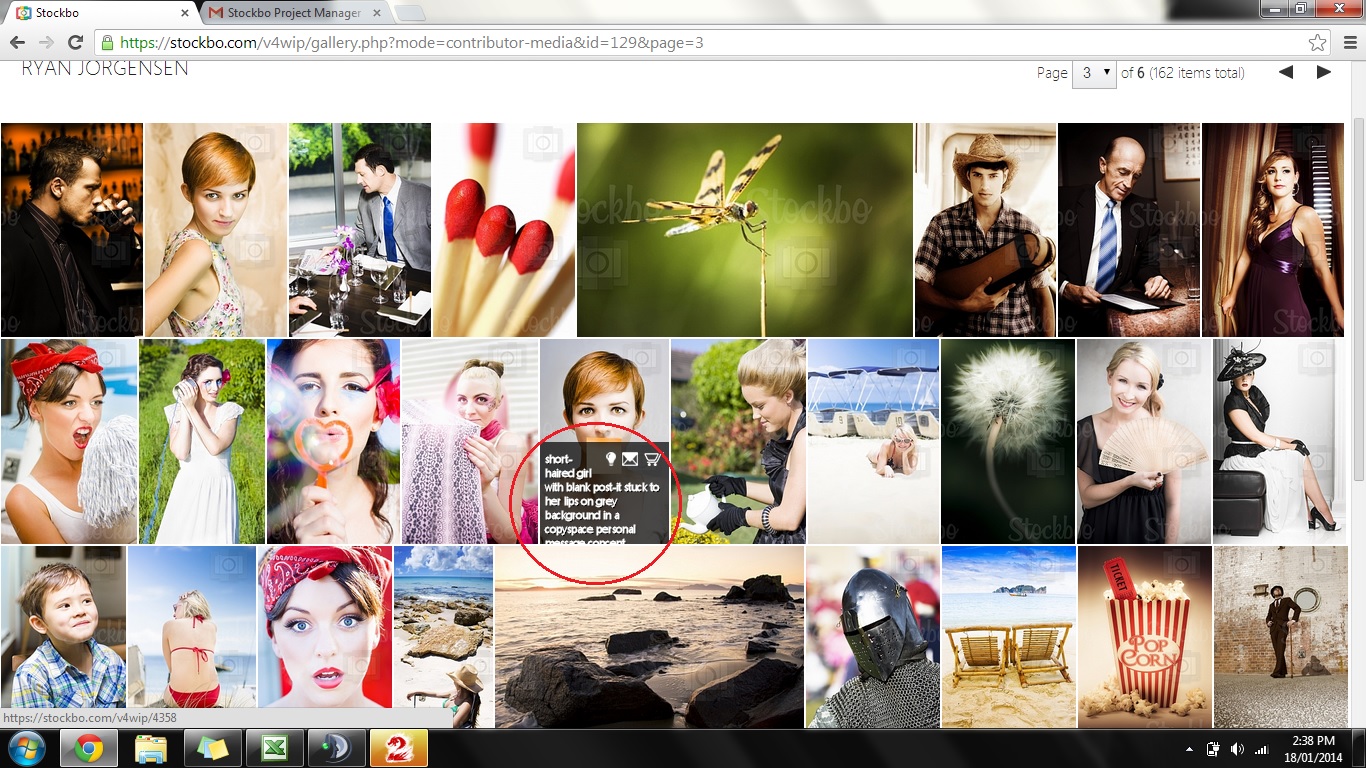 Stockbo
Stockbo Project Manager
https://stockbo.com/v4wip/gallery.php?mode=contributor-media&id=129&page=3
RYAN JORGENSEN
Page 3 of 6 (162 items total)
Stockbo
short-
haired girl
with blank post-it stuck to
her lips on grey
background in a
copyspace personal
message concept
TICKET
POP
CORN
https://stockbo.com/v4wip/4358
2:38 PM
18/01/2014